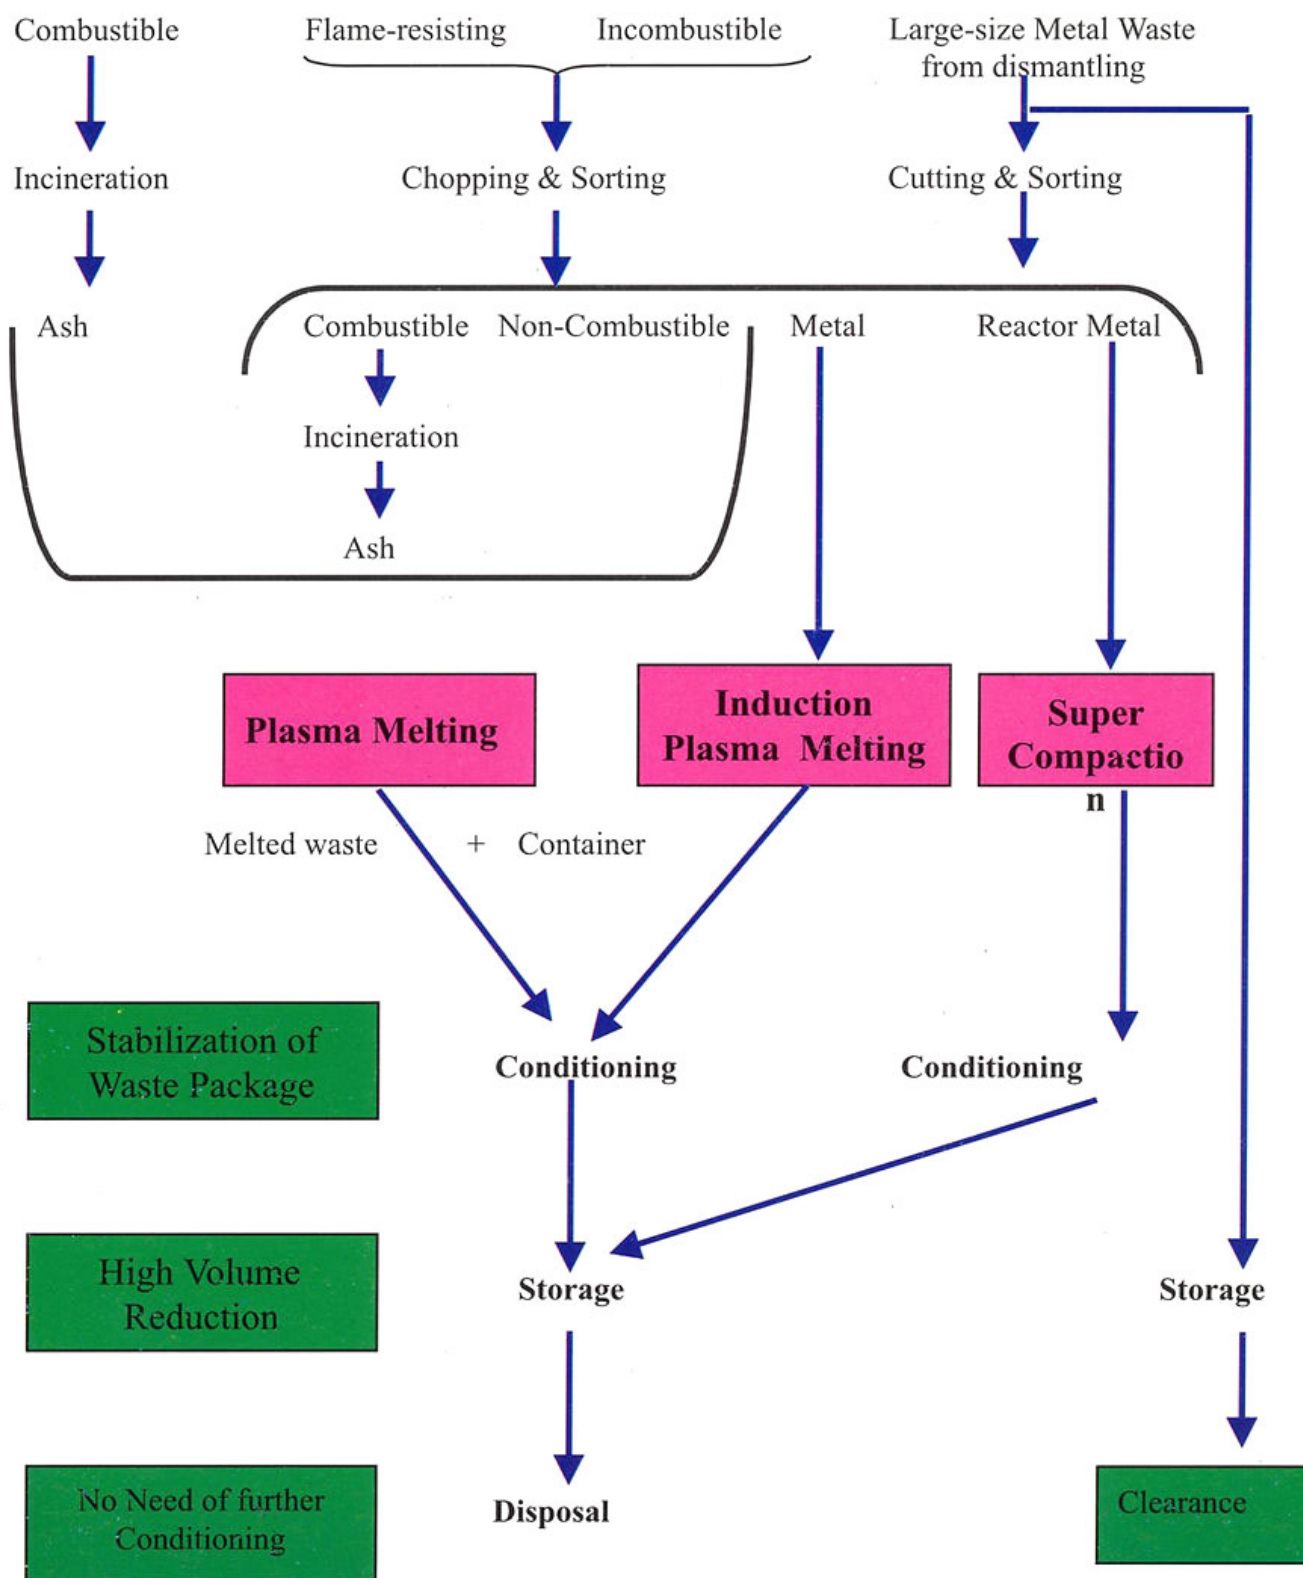 Combustible
Flame-resisting
Incombustible
Large-size Metal Waste
from dismantling
Incineration
Chopping & Sorting
Cutting & Sorting
Ash
Combustible
Non-Combustible
Metal
Reactor Metal
Incineration
Ash
Plasma Melting
Induction
Plasma Melting
Super
Compactio
n
Melted waste + Container
Stabilization of
Waste Package
Conditioning
Conditioning
High Volume
Reduction
Storage
Storage
No Need of further
Conditioning
Disposal
Clearance